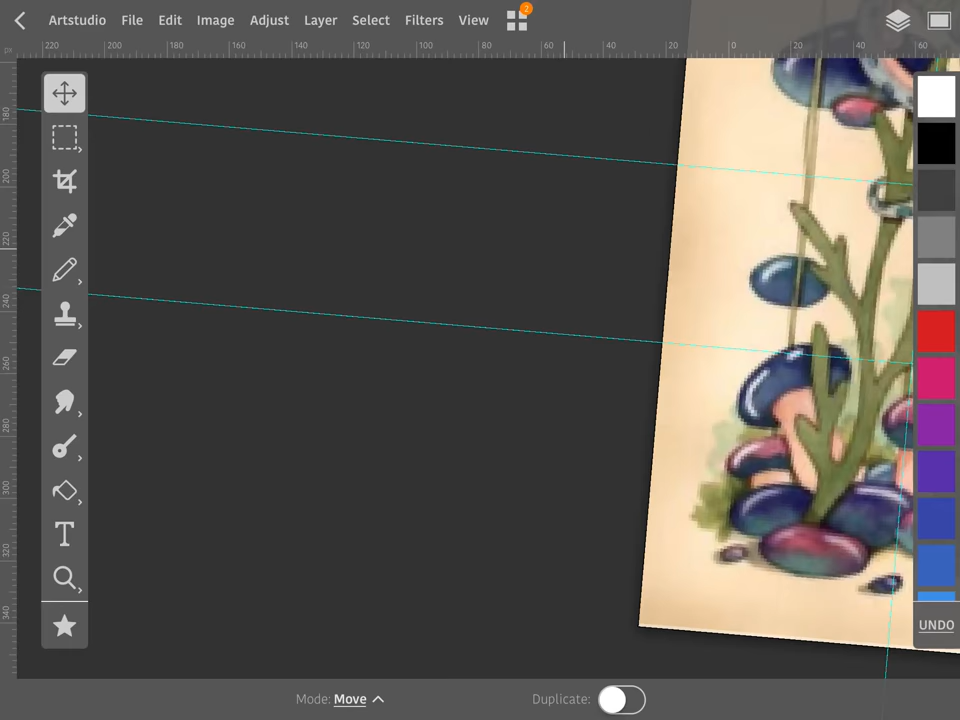 Artstudio File Edit Image Adjust Layer Select Filters View 2
px 220 200 180 160 140 120 100 80 60 40 20 0 20 40 60
180
200
220
240
260
280
300
320
340
T
UNDO
Mode: Move Duplicate: